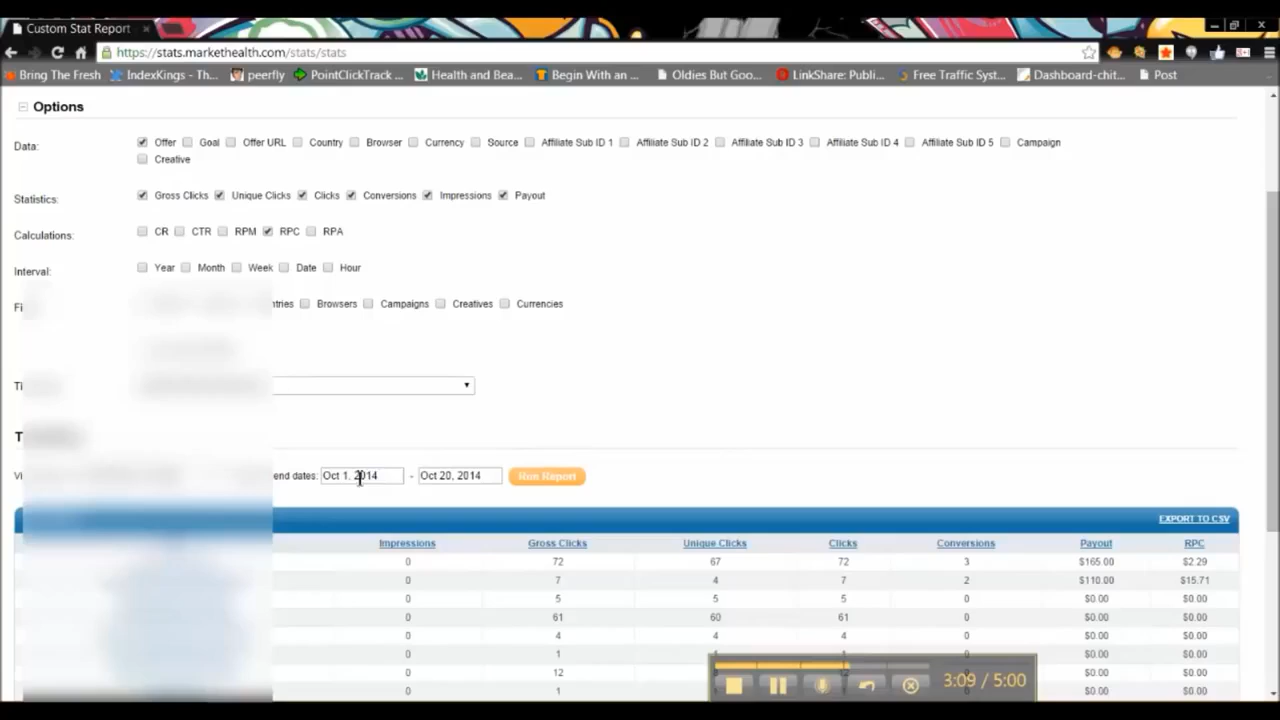 Custom Stat Report
https://stats.markethealth.com/stats/stats
Bring The Fresh IndexKings - Th... peerfly PointClickTrack ... Health and Bea... Begin With an ... Oldies But Goo... LinkShare: Publi... Free Traffic Syst... Dashboard-chit... Post
Options
Data: Offer Goal Offer URL Country Browser Currency Source Affiliate Sub ID 1 Affiliate Sub ID 2 Affiliate Sub ID 3 Affiliate Sub ID 4 Affiliate Sub ID 5 Campaign
Creative
Statistics: Gross Clicks Unique Clicks Clicks Conversions Impressions Payout
Calculations: CR CTR RPM RPC RPA
Interval: Year Month Week Date Hour
Browsers Campaigns Creatives Currencies
end dates: Oct 1, 2014 - Oct 20, 2014 Run Report
EXPORT TO CSV
Impressions Gross Clicks Unique Clicks Clicks Conversions Payout RPC
0 72 67 72 3 $165.00 $2.29
0 7 4 7 2 $110.00 $15.71
0 5 5 5 0 $0.00 $0.00
0 61 60 61 0 $0.00 $0.00
0 4 4 4 0 $0.00 $0.00
0 1 0 $0.00 $0.00
0 12 0 $0.00 $0.00
0 1 $0.00 $0.00
3:09 / 5:00